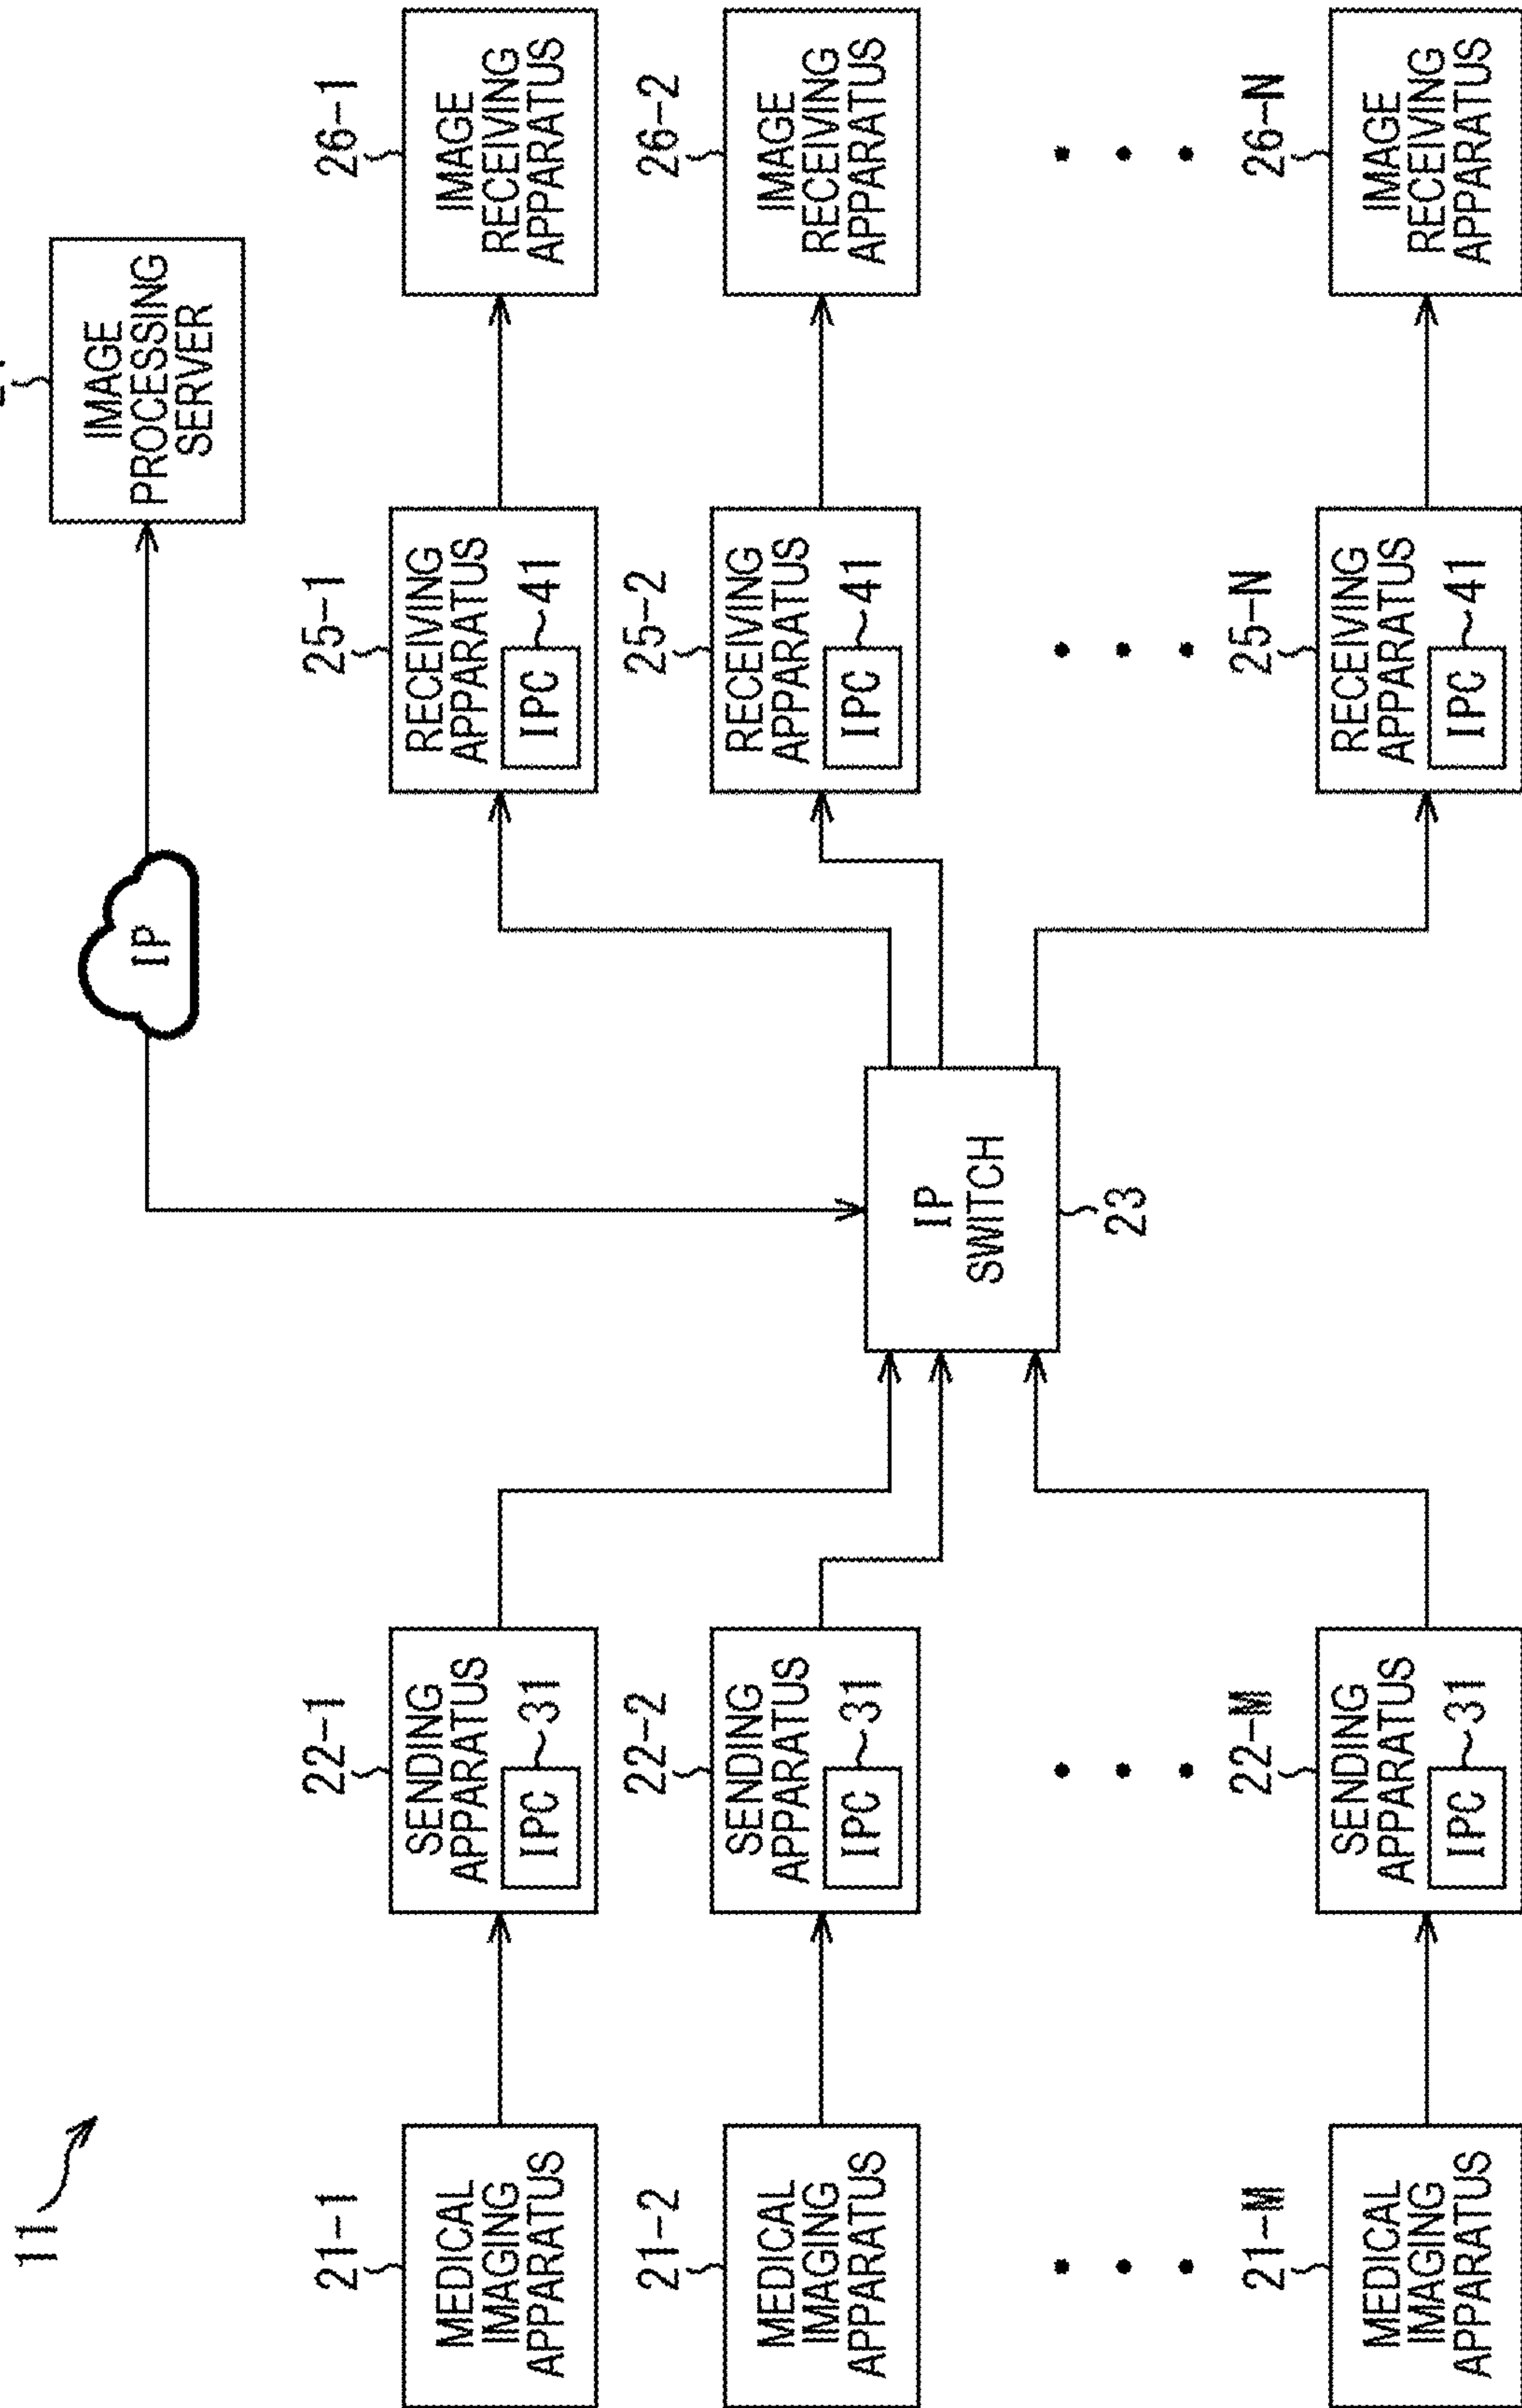 11
IMAGE
PROCESSING
SERVER
IP
21-1
MEDICAL
IMAGING
APPARATUS
22-1
SENDING
APPARATUS
IPC
31
25-1
RECEIVING
APPARATUS
IPC
41
26-1
IMAGE
RECEIVING
APPARATUS
21-2
MEDICAL
IMAGING
APPARATUS
22-2
SENDING
APPARATUS
IPC
31
IP
SWITCH
23
25-2
RECEIVING
APPARATUS
IPC
41
26-2
IMAGE
RECEIVING
APPARATUS
21-M
MEDICAL
IMAGING
APPARATUS
22-M
SENDING
APPARATUS
IPC
31
25-N
RECEIVING
APPARATUS
IPC
41
26-N
IMAGE
RECEIVING
APPARATUS